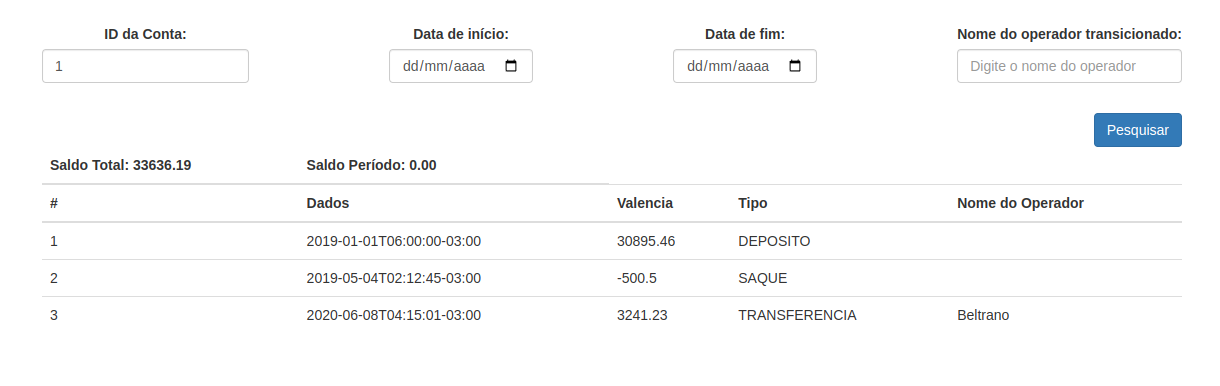 ID da Conta: Data de início: Data de fim: Nome do operador transicionado:
1 dd/mm/aaaa dd/mm/aaaa Digite o nome do operador
Pesquisar
Saldo Total: 33636.19 Saldo Período: 0.00
# Dados Valencia Tipo Nome do Operador
1 2019-01-01T06:00:00-03:00 30895.46 DEPOSITO
2 2019-05-04T02:12:45-03:00 -500.5 SAQUE
3 2020-06-08T04:15:01-03:00 3241.23 TRANSFERENCIA Beltrano